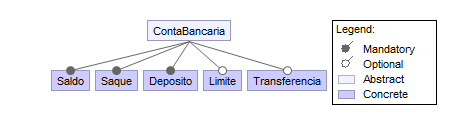 ContaBancaria
Saldo Saque Deposito Limite Transferencia
Legend:
Mandatory
Optional
Abstract
Concrete